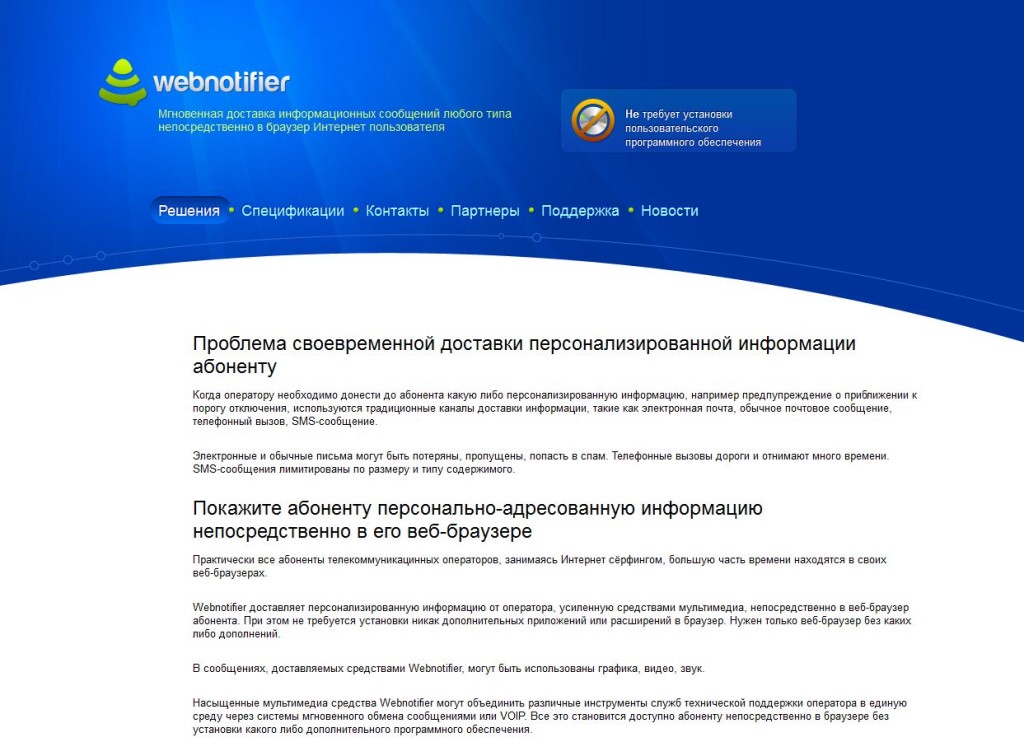 webnotifier
Мгновенная доставка информационных сообщений любого типа
непосредственно в браузер Интернет пользователя
Не требует установки
пользовательского
программного обеспечения
Решения • Спецификации • Контакты • Партнеры • Поддержка • Новости
Проблема своевременной доставки персонализированной информации
абоненту
Когда оператору необходимо донести до абонента какую либо персонализированную информацию, например предпупреждение о приближении к
порогу отключения, используются традиционные каналы доставки информации, такие как электронная почта, обычное почтовое сообщение,
телефонный вызов, SMS-сообщение.
Электронные и обычные письма могут быть потеряны, пропущены, попасть в спам. Телефонные вызовы дороги и отнимают много времени.
SMS-сообщения лимитированы по размеру и типу содержимого.
Покажите абоненту персонально-адресованную информацию
непосредственно в его веб-браузере
Практически все абоненты телекоммуникацинных операторов, занимаясь Интернет сёрфингом, большую часть времени находятся в своих
веб-браузерах.
Webnotifier доставляет персонализированную информацию от оператора, усиленную средствами мультимедиа, непосредственно в веб-браузер
абонента. При этом не требуется установки никак дополнительных приложений или расширений в браузер. Нужен только веб-браузер без каких
либо дополнений.
В сообщениях, доставляемых средствами Webnotifier, могут быть использованы графика, видео, звук.
Насыщенные мультимедиа средства Webnotifier могут объединить различные инструменты служб технической поддержки оператора в единую
среду через системы мгновенного обмена сообщениями или VOIP. Все это становится доступно абоненту непосредственно в браузере без
установки какого либо дополнительного программного обеспечения.